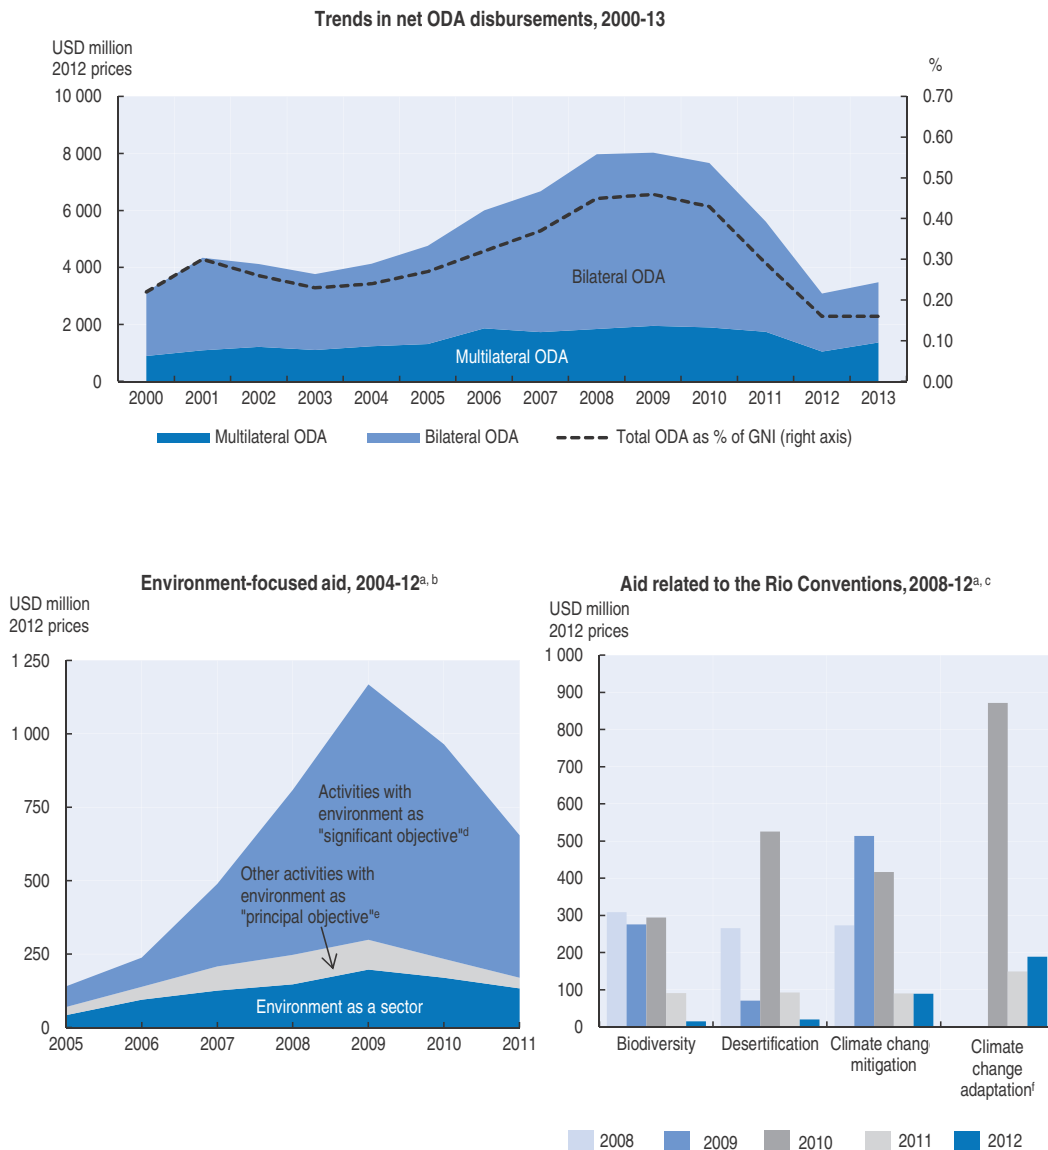 Trends in net ODA disbursements, 2000-13
USD million
2012 prices
%
10 000
8 000
6 000
4 000
2 000
0
0.70
0.60
0.50
0.40
0.30
0.20
0.10
0.00
Bilateral ODA
Multilateral ODA
2000 2001 2002 2003 2004 2005 2006 2007 2008 2009 2010 2011 2012 2013
Multilateral ODA Bilateral ODA Total ODA as % of GNI (right axis)
Environment-focused aid, 2004-12a, b
USD million
2012 prices
1 250
1 000
750
500
250
0
Activities with
environment as
"significant objective"d
Other activities with
environment as
"principal objective"e
Environment as a sector
2005 2006 2007 2008 2009 2010 2011
Aid related to the Rio Conventions, 2008-12a, c
USD million
2012 prices
1 000
900
800
700
600
500
400
300
200
100
0
Biodiversity
Desertification
Climate chang
mitigation
Climate
change
adaptationf
2008 2009 2010 2011 2012